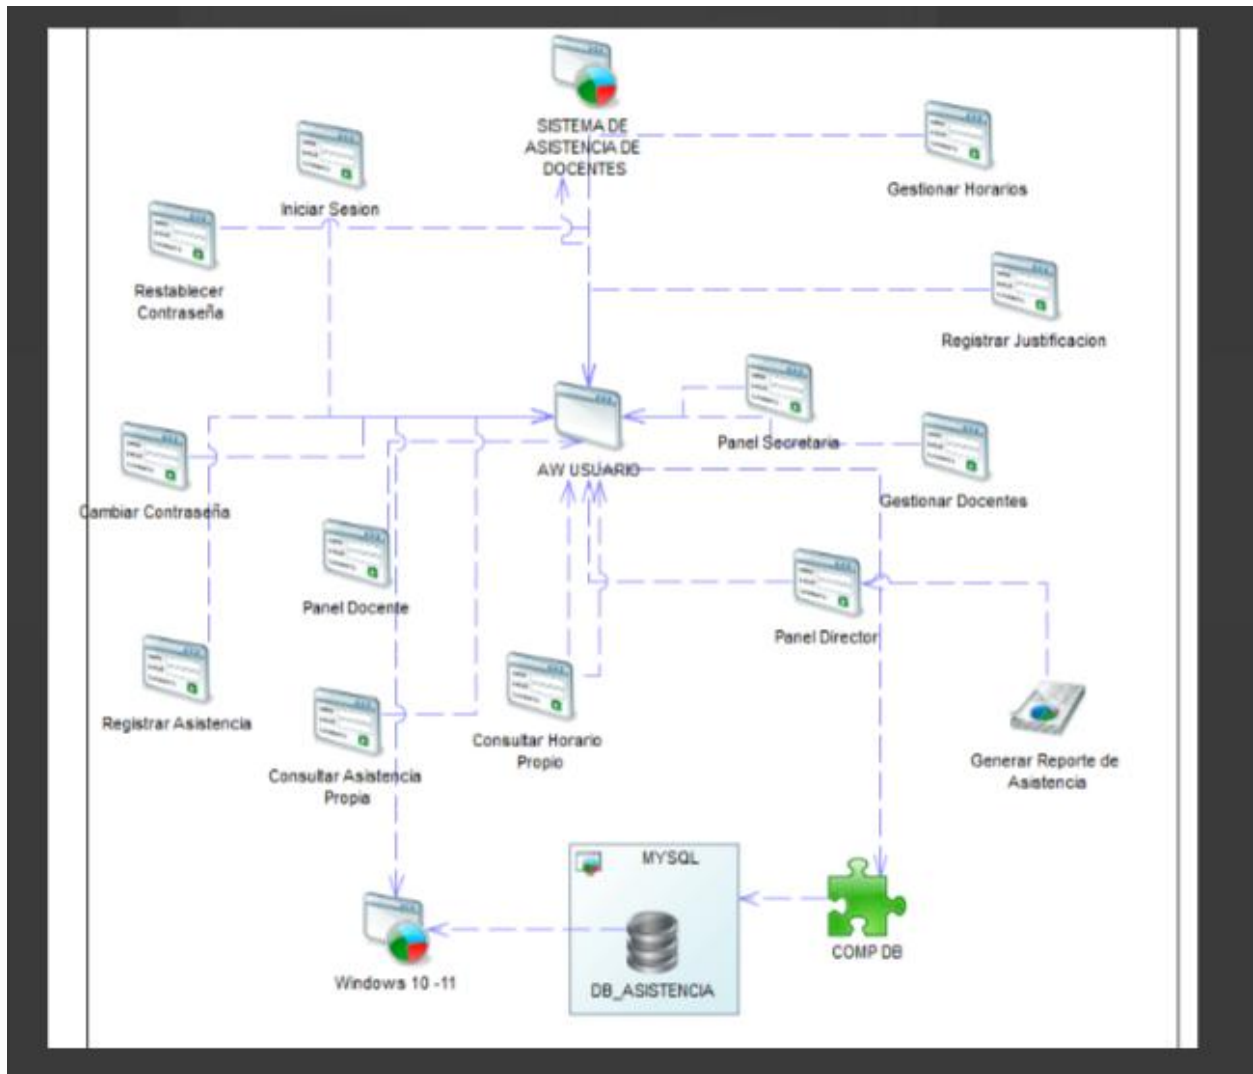 SISTEMA DE
ASISTENCIA DE
DOCENTES
Gestionar Horarios
Iniciar Sesion
Restablecer
Contraseña
Registrar Justificacion
Panel Secretaria
AW USUARIO
Gestionar Docentes
Cambiar Contraseña
Panel Docente
Panel Director
Registrar Asistencia
Consultar Horario
Propio
Consultar Asistencia
Propia
Generar Reporte de
Asistencia
MYSQL
COMP DB
Windows 10 -11
DB_ASISTENCIA